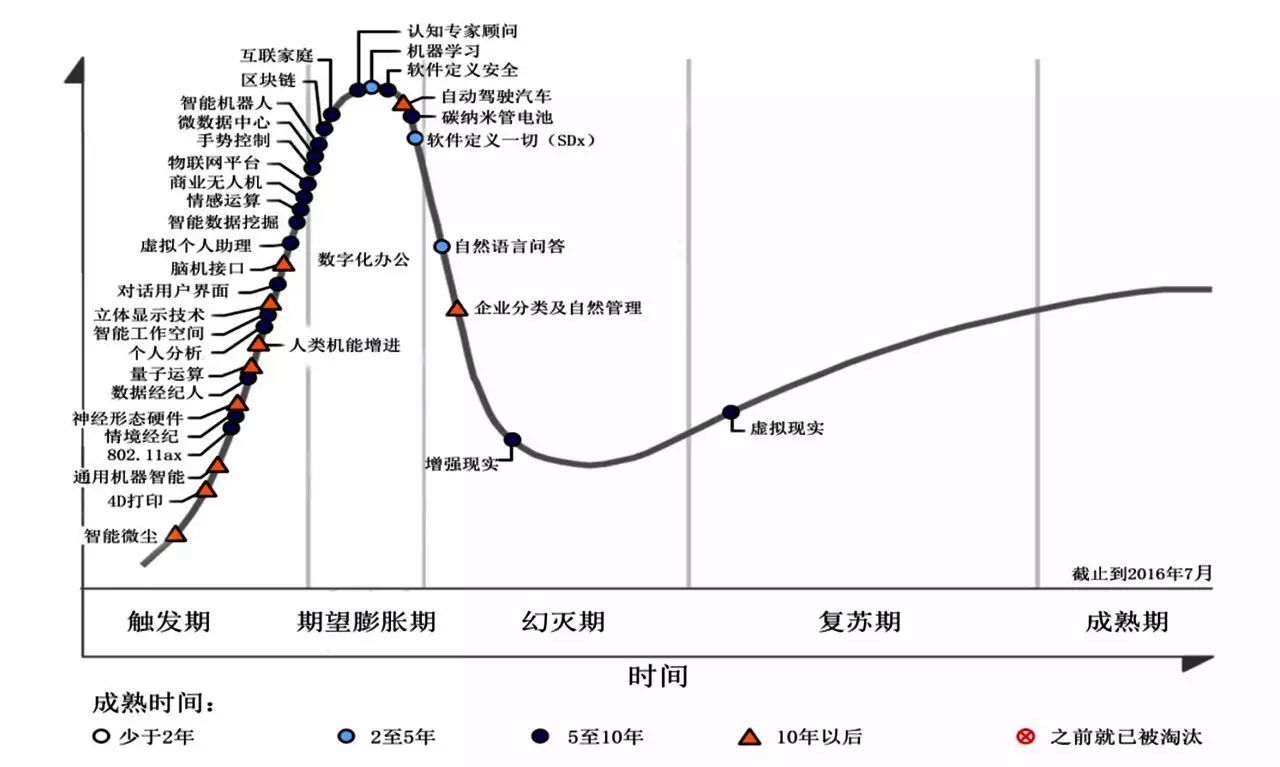 认知专家顾问
机器学习
软件定义安全
自动驾驶汽车
碳纳米管电池
软件定义一切（SDx）
互联家庭
区块链
智能机器人
微数据中心
手势控制
物联网平台
商业无人机
情感运算
智能数据挖掘
虚拟个人助理
脑机接口
对话用户界面
立体显示技术
智能工作空间
个人分析
量子运算
数据经纪人
神经形态硬件
情境经纪
802.11ax
通用机器智能
4D打印
智能微尘
数字化办公
人类机能增进
自然语言问答
企业分类及自然管理
增强现实
虚拟现实
截止到2016年7月
触发期
期望膨胀期
幻灭期
复苏期
成熟期
时间
成熟时间：
少于2年
2至5年
5至10年
10年以后
之前就已被淘汰